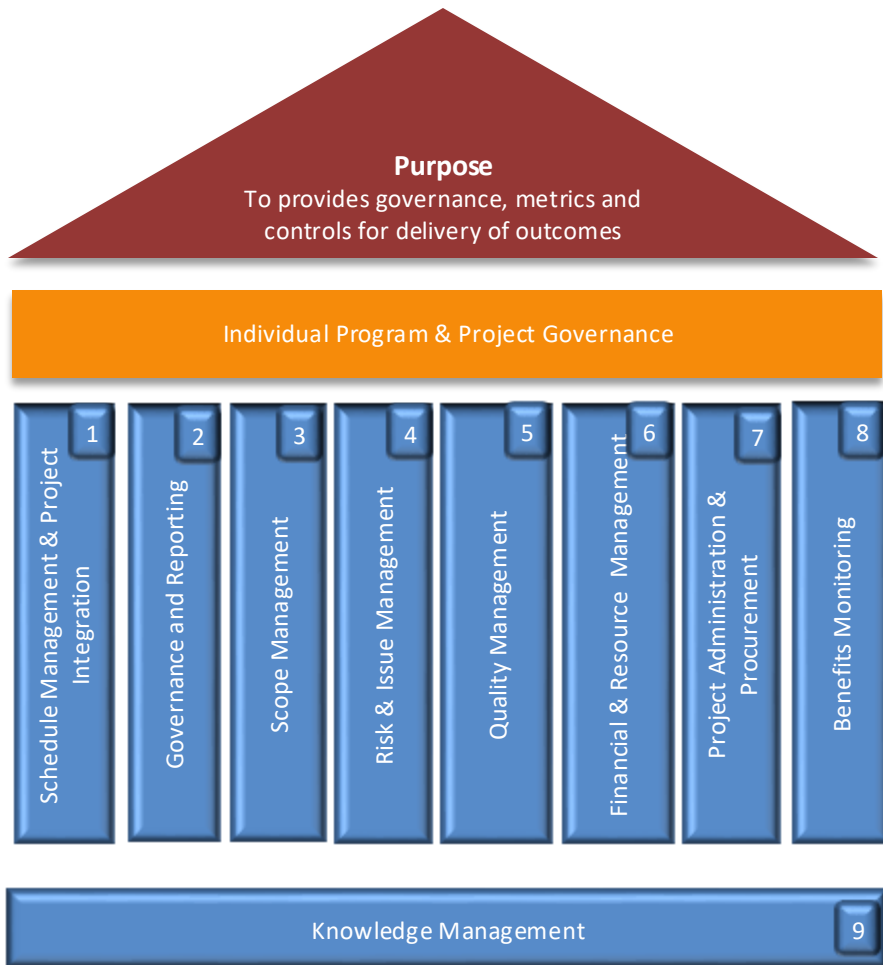 Purpose
To provides governance, metrics and
controls for delivery of outcomes
Individual Program & Project Governance
1
Schedule Management & Project
Integration
2
Governance and Reporting
3
Scope Management
4
Risk & Issue Management
5
Quality Management
6
Financial & Resource Management
7
Project Administration &
Procurement
8
Benefits Monitoring
Knowledge Management
9